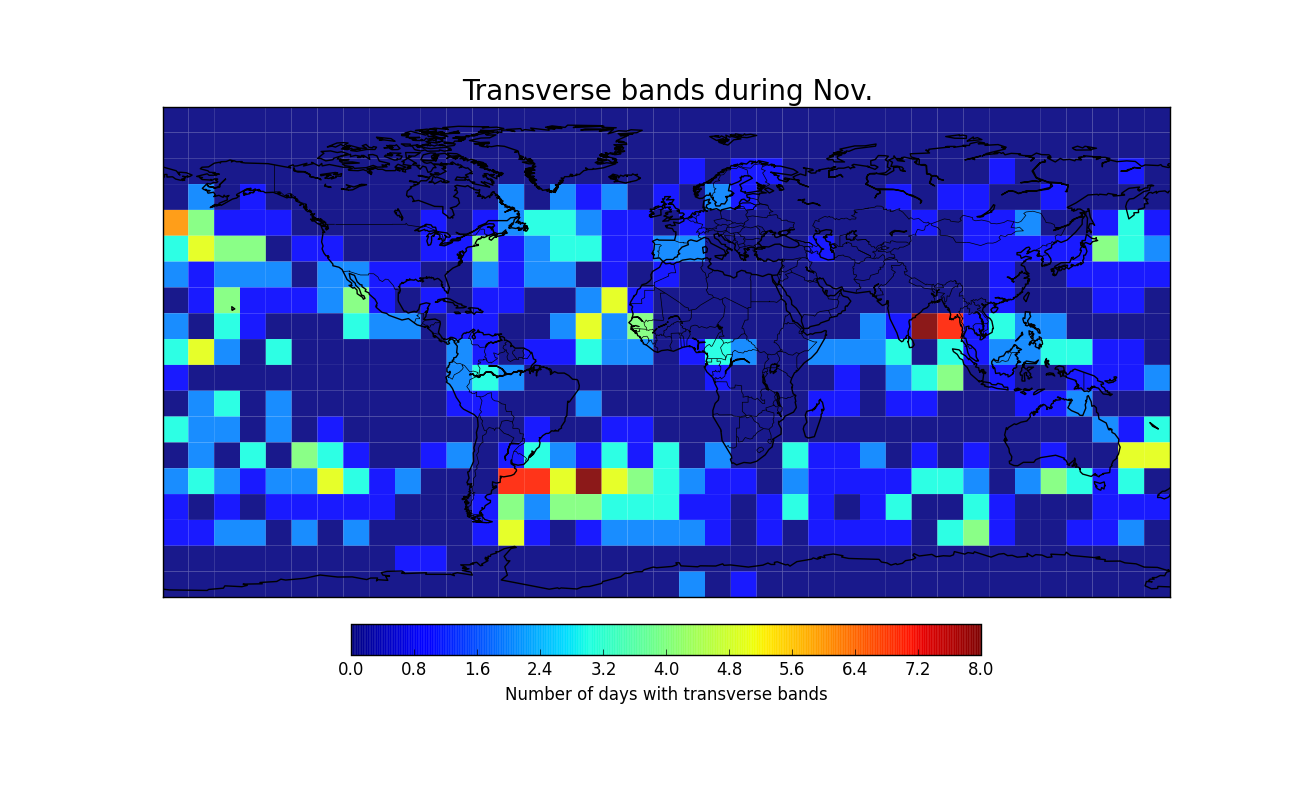 Transverse bands during Nov.
0.0 0.8 1.6 2.4 3.2 4.0 4.8 5.6 6.4 7.2 8.0
Number of days with transverse bands